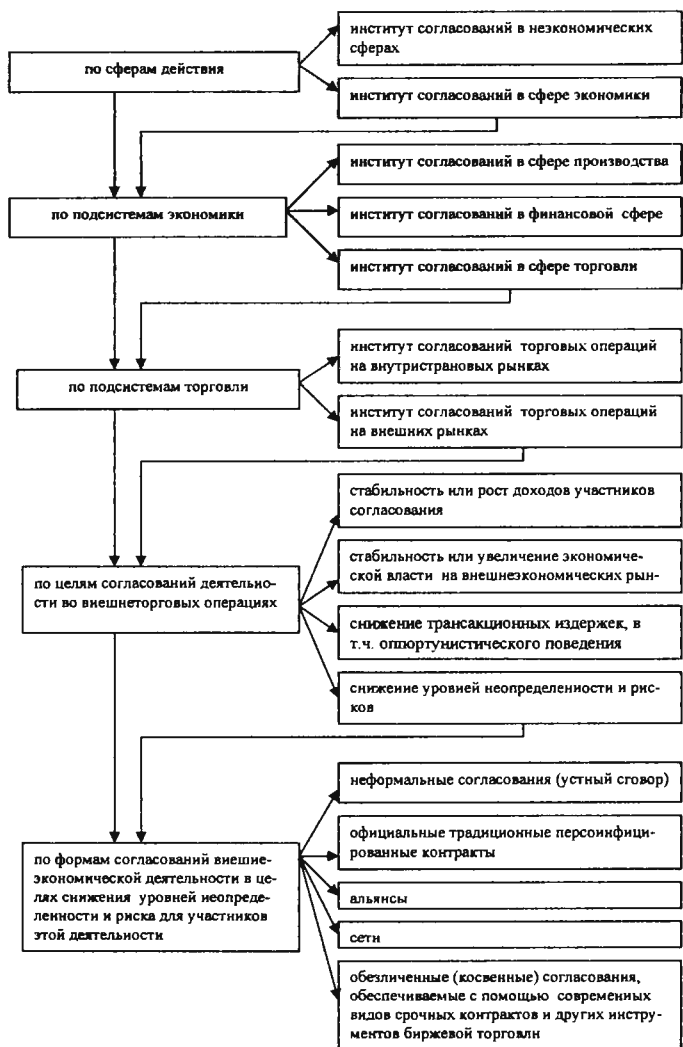 институт согласований в неэкономических
сферах
по сферам действия
институт согласований в сфере экономики
институт согласований в сфере производства
по подсистемам экономики
институт согласований в финансовой сфере
институт согласований в сфере торговли
институт согласований торговых операций
на внутристрановых рынках
по подсистемам торговли
институт согласований торговых операций
на внешних рынках
стабильность или рост доходов участников
согласования
по целям согласований деятельно-
сти во внешнеторговых операциях
стабильность или увеличение экономиче-
ской власти на внешнеэкономических рын-
снижение трансакционных издержек, в
т.ч. оппортунистического поведения
снижение уровней неопределенности и рис-
ков
неформальные согласования (устный сговор)
по формам согласований внешне-
экономической деятельности в це-
лях снижения уровней неопреде-
ленности и риска для участников
этой деятельности
официальные традиционные персоинфици-
рованные контракты
альянсы
сети
обезличенные (косвенные) согласования,
обеспечиваемые с помощью современных
видов срочных контрактов и других инстру-
ментов биржевой торговли